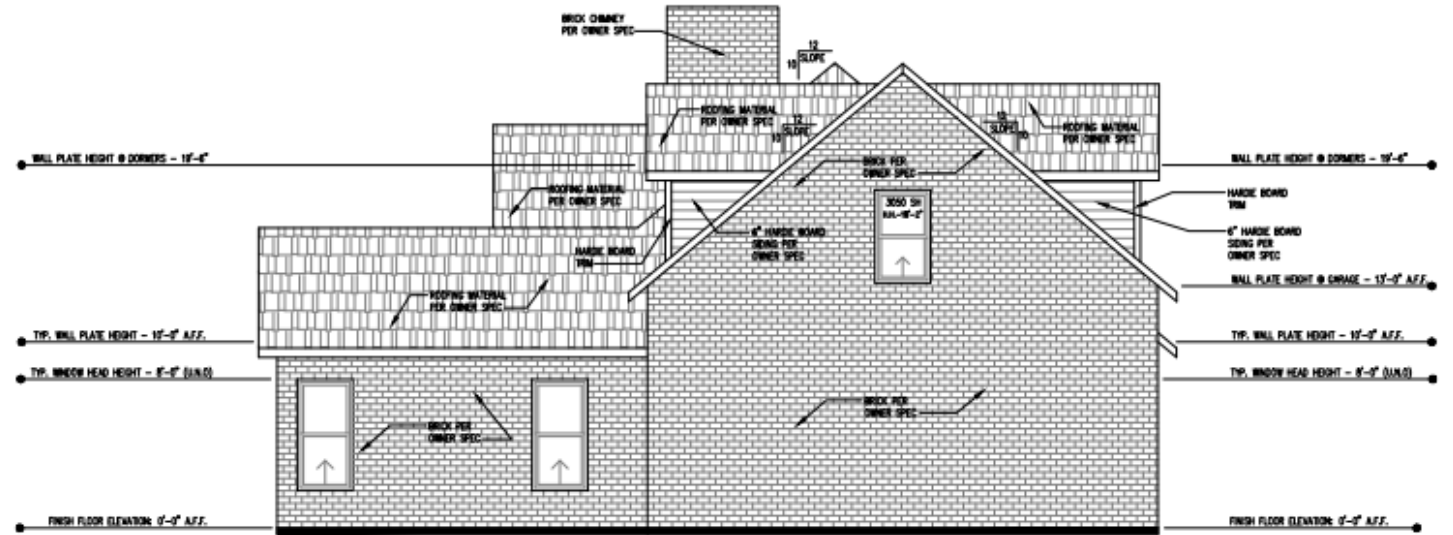 BRICK CHIMNEY
PER OWNER SPEC
12
10
SLOPE
ROOFING MATERIAL
PER OWNER SPEC
12
10
SLOPE
12
SLOPE
10
ROOFING MATERIAL
PER OWNER SPEC
WALL PLATE HEIGHT @ DORMERS - 19'-6"
BRICK PER
OWNER SPEC
WALL PLATE HEIGHT @ DORMERS - 19'-6"
ROOFING MATERIAL
PER OWNER SPEC
3050 SH
HARDIE BOARD
TRIM
HARDIE BOARD
TRIM
6" HARDIE BOARD
SIDING PER
OWNER SPEC
6" HARDIE BOARD
SIDING PER
OWNER SPEC
WALL PLATE HEIGHT @ GARAGE - 13'-0" A.F.F.
ROOFING MATERIAL
PER OWNER SPEC
TYP. WALL PLATE HEIGHT - 10'-0" A.F.F.
TYP. WALL PLATE HEIGHT - 10'-0" A.F.F.
TYP. WINDOW HEAD HEIGHT - 8'-0" (U.N.O)
TYP. WINDOW HEAD HEIGHT - 8'-0" (U.N.O)
BRICK PER
OWNER SPEC
BRICK PER
OWNER SPEC
FINISH FLOOR ELEVATION: 0'-0" A.F.F.
FINISH FLOOR ELEVATION: 0'-0" A.F.F.